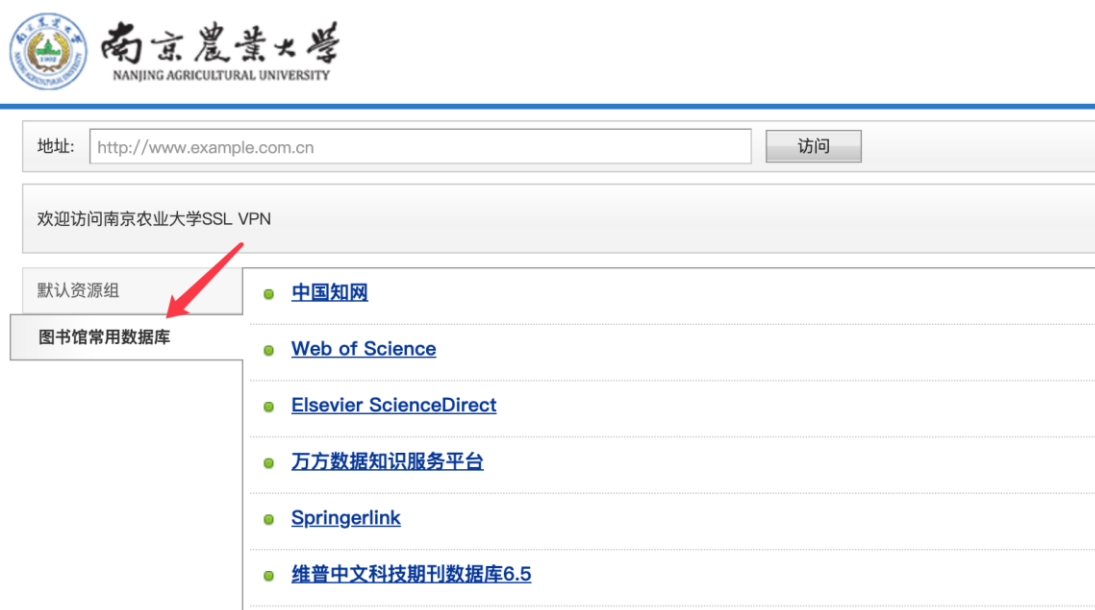 南京農業大學
NANJING AGRICULTURAL UNIVERSITY
地址: http://www.example.com.cn 访问
欢迎访问南京农业大学SSL VPN
默认资源组
图书馆常用数据库
中国知网
Web of Science
Elsevier ScienceDirect
万方数据知识服务平台
Springerlink
维普中文科技期刊数据库6.5